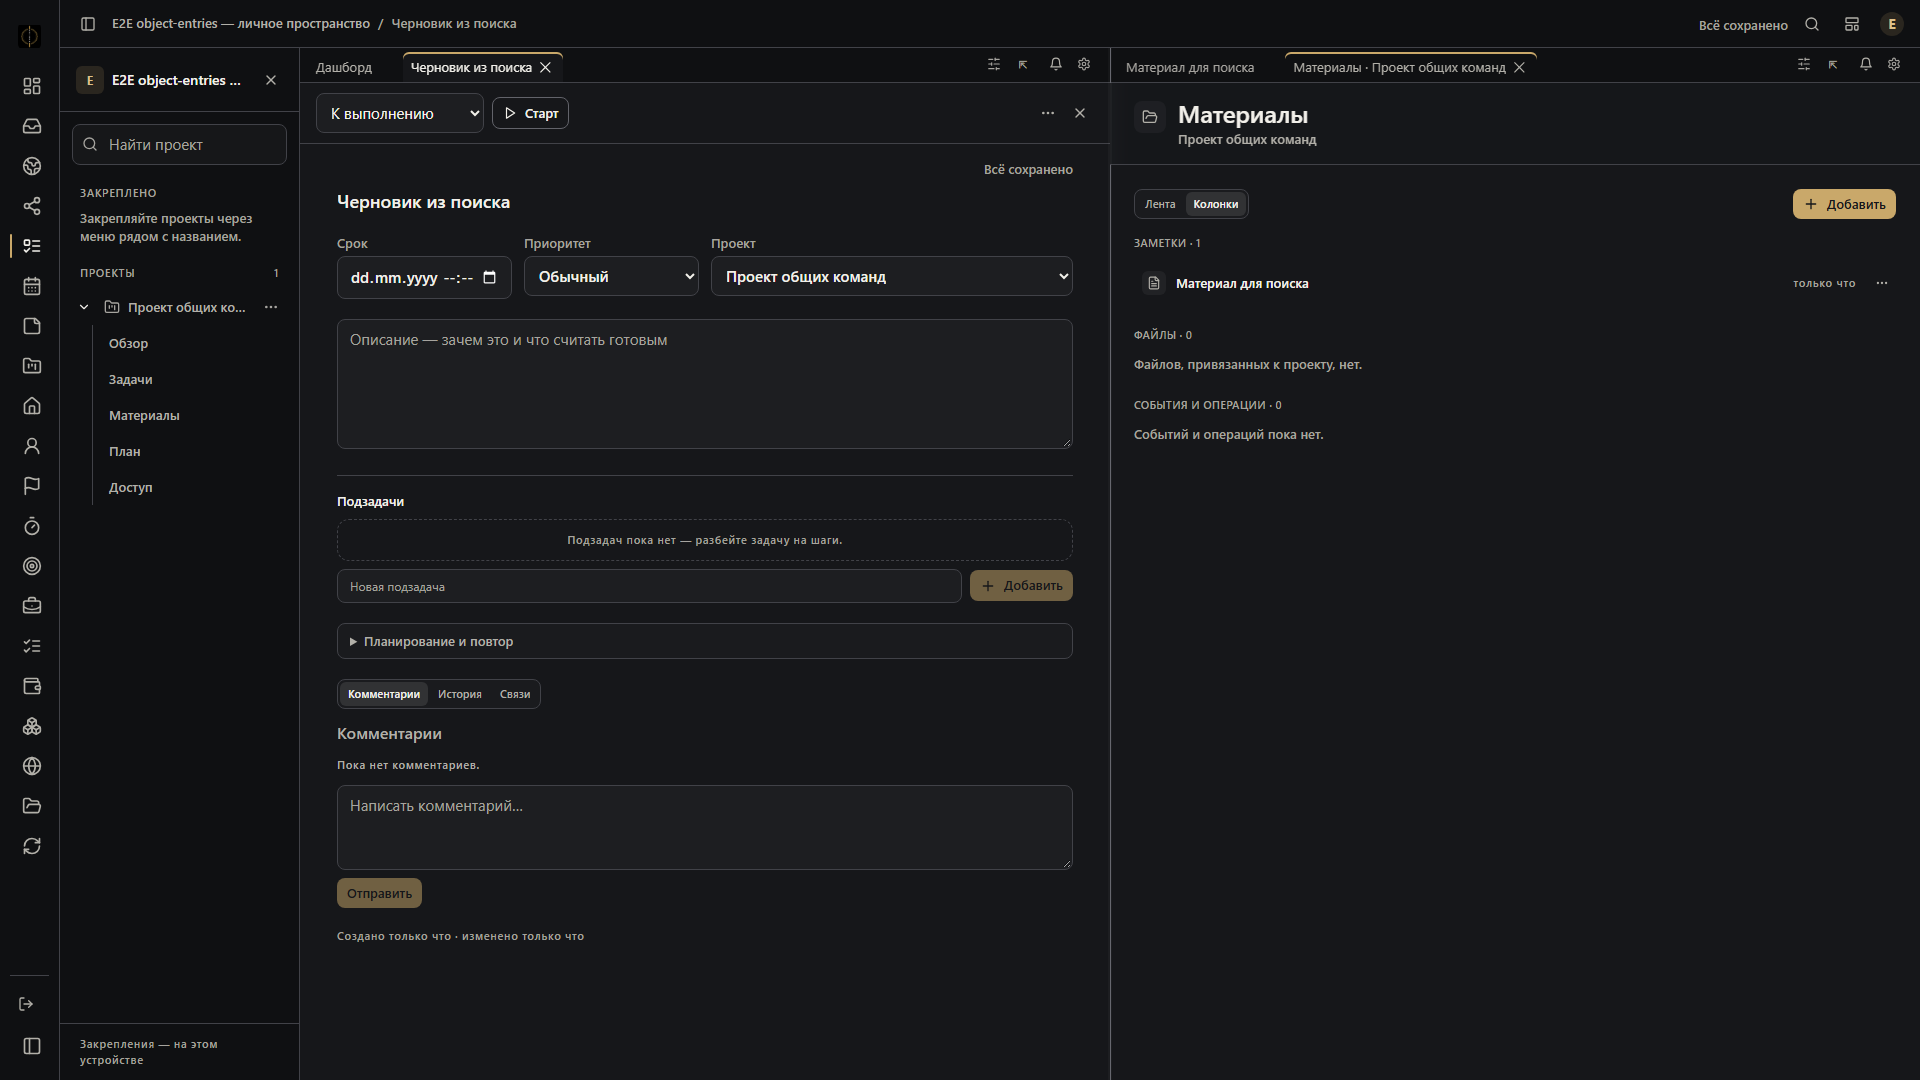 E2E object-entries — личное пространство / Черновик из поиска
Всё сохранено
E
E
E2E object-entries ...
Найти проект
ЗАКРЕПЛЕНО
Закрепляйте проекты через
меню рядом с названием.
ПРОЕКТЫ
1
Проект общих ко...
Обзор
Задачи
Материалы
План
Доступ
Закрепления — на этом
устройстве
Дашборд
Черновик из поиска
К выполнению
Старт
Всё сохранено
Черновик из поиска
Срок
Приоритет
Проект
dd.mm.yyyy --:--
Обычный
Проект общих команд
Описание — зачем это и что считать готовым
Подзадачи
Подзадач пока нет — разбейте задачу на шаги.
Новая подзадача
Добавить
Планирование и повтор
Комментарии
История
Связи
Комментарии
Пока нет комментариев.
Написать комментарий...
Отправить
Создано только что · изменено только что
Материал для поиска
Материалы · Проект общих команд
Материалы
Проект общих команд
Лента
Колонки
Добавить
ЗАМЕТКИ · 1
Материал для поиска
только что
ФАЙЛЫ · 0
Файлов, привязанных к проекту, нет.
СОБЫТИЯ И ОПЕРАЦИИ · 0
Событий и операций пока нет.